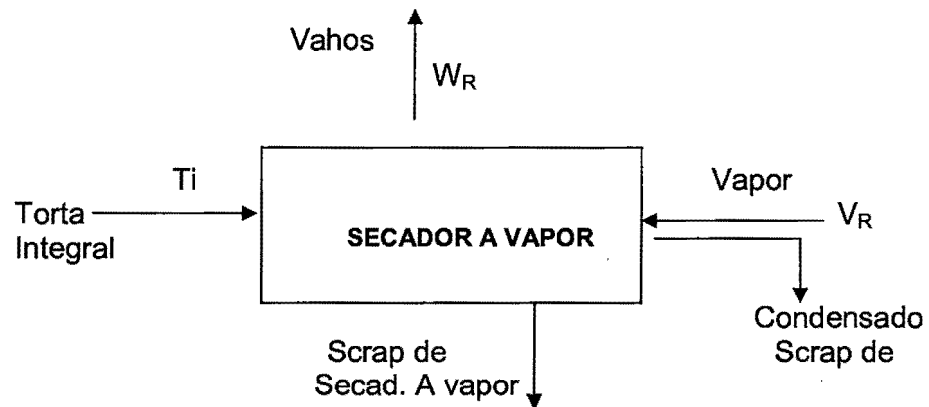 Vahos
W_R
Ti
Torta
Integral
SECADOR A VAPOR
Vapor
V_R
Condensado
Scrap de
Scrap de
Secad. A vapor